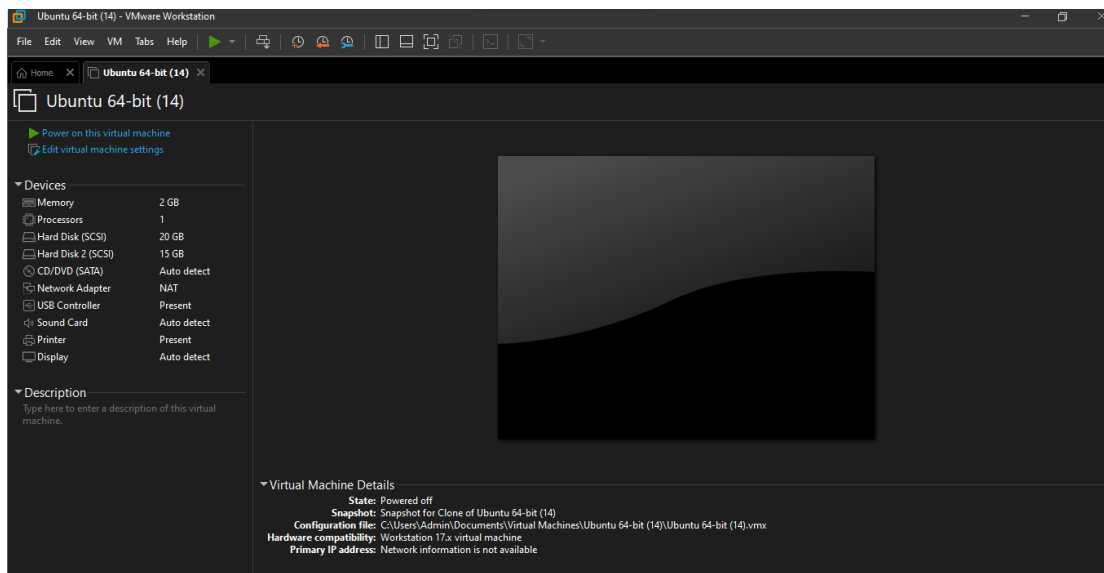 Ubuntu 64-bit (14) - VMware Workstation
File Edit View VM Tabs Help
Home Ubuntu 64-bit (14)
Ubuntu 64-bit (14)
Power on this virtual machine
Edit virtual machine settings
Devices
Memory 2 GB
Processors 1
Hard Disk (SCSI) 20 GB
Hard Disk 2 (SCSI) 15 GB
CD/DVD (SATA) Auto detect
Network Adapter NAT
USB Controller Present
Sound Card Auto detect
Printer Present
Display Auto detect
Description
Type here to enter a description of this virtual
machine.
Virtual Machine Details
State: Powered off
Snapshot: Snapshot for Clone of Ubuntu 64-bit (14)
Configuration file: C:\Users\Admin\Documents\Virtual Machines\Ubuntu 64-bit (14)\Ubuntu 64-bit (14).vmx
Hardware compatibility: Workstation 17.x virtual machine
Primary IP address: Network information is not available